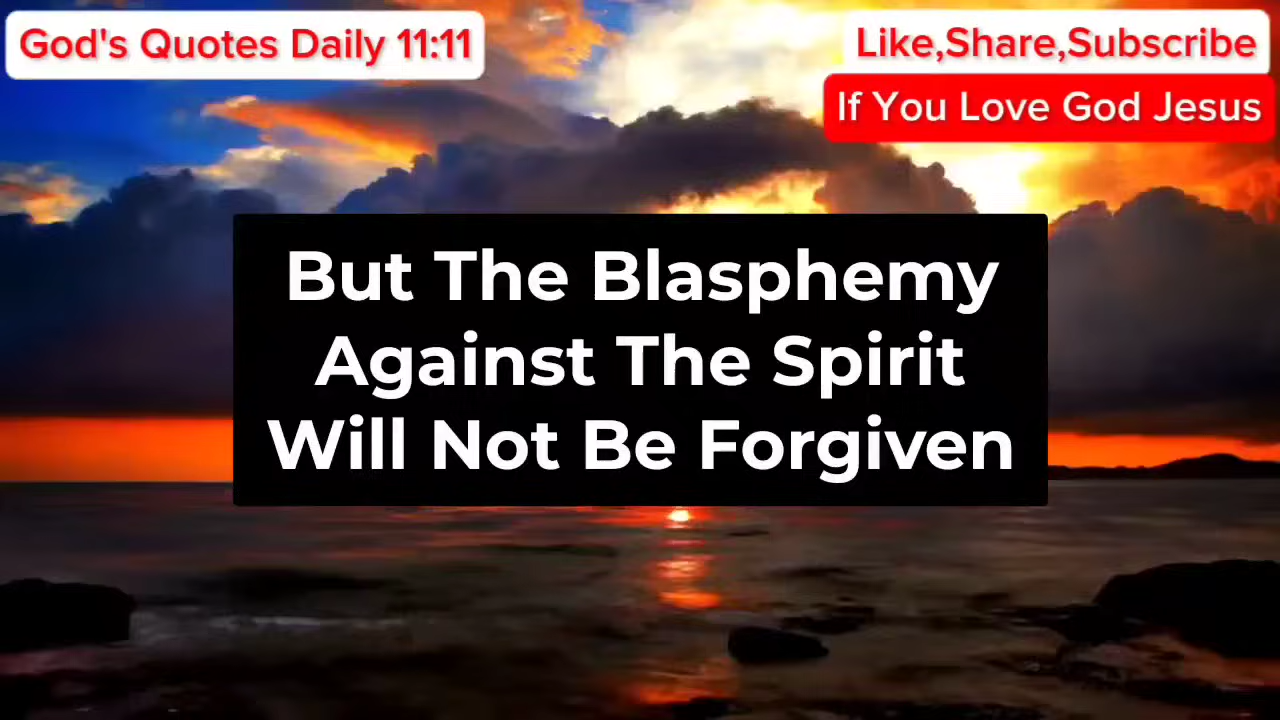 God's Quotes Daily 11:11
Like,Share,Subscribe
If You Love God Jesus
But The Blasphemy
Against The Spirit
Will Not Be Forgiven